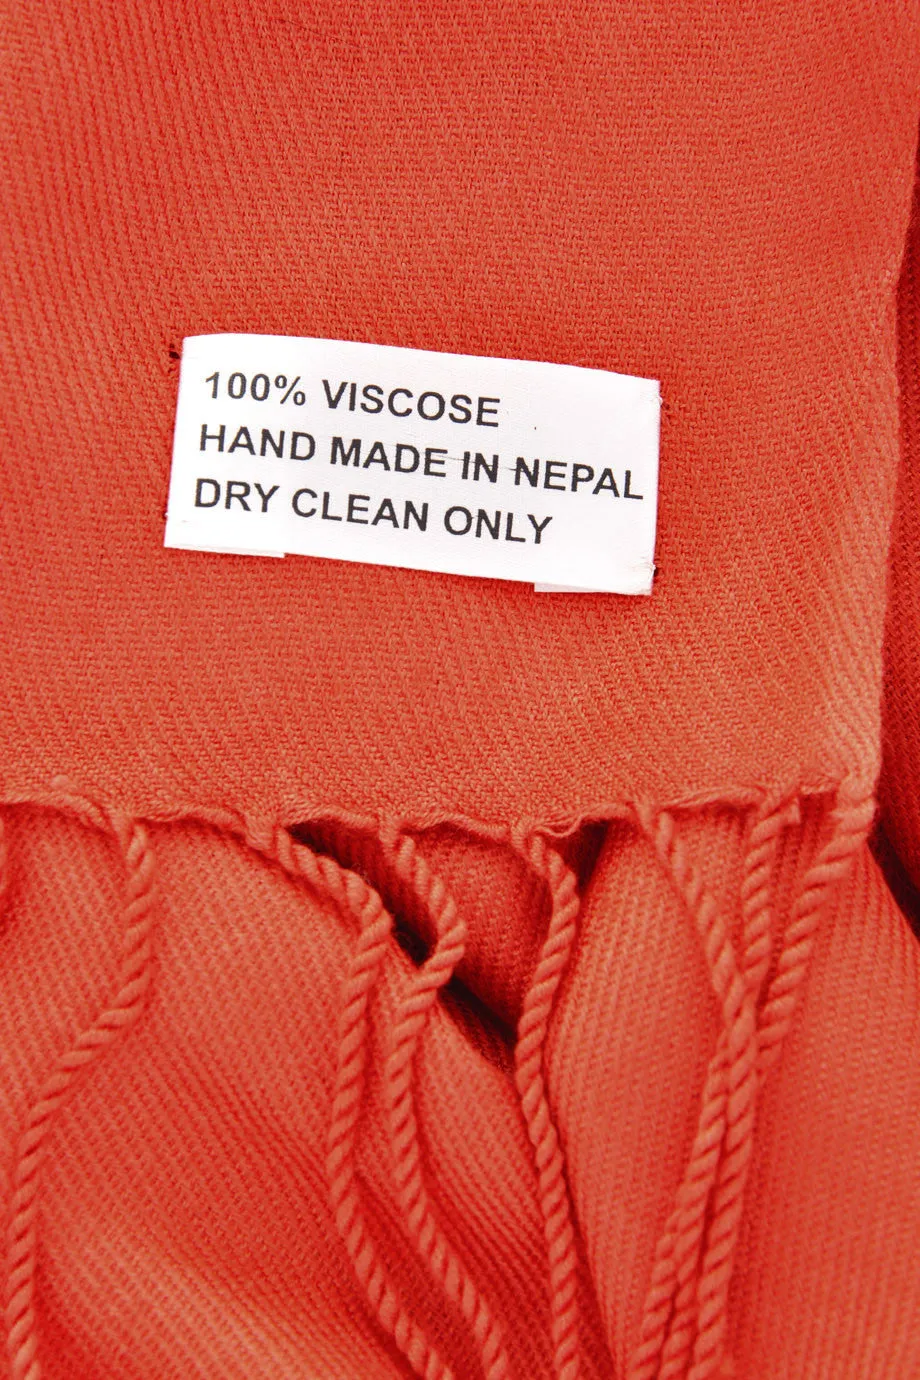 100% VISCOSE
HAND MADE IN NEPAL
DRY CLEAN ONLY